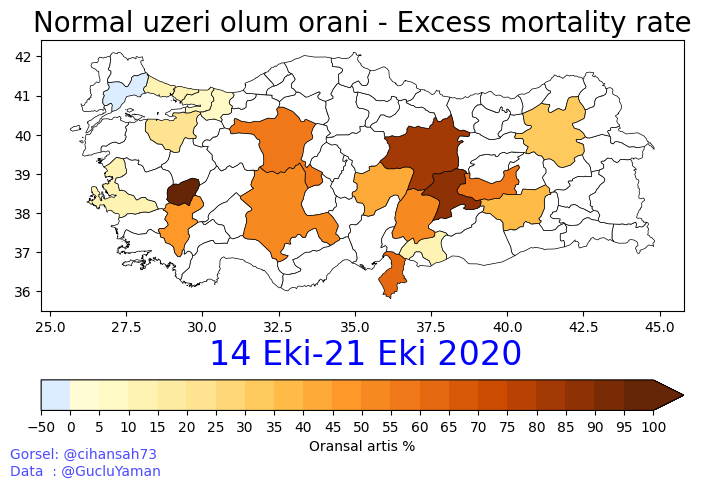 Normal uzeri olum orani - Excess mortality rate
42
41
40
39
38
37
36
25.0 27.5 30.0 32.5 35.0 37.5 40.0 42.5 45.0
14 Eki-21 Eki 2020
−50 0 5 10 15 20 25 30 35 40 45 50 55 60 65 70 75 80 85 90 95 100
Oransal artis %
Gorsel: @cihansah73
Data : @GucluYaman